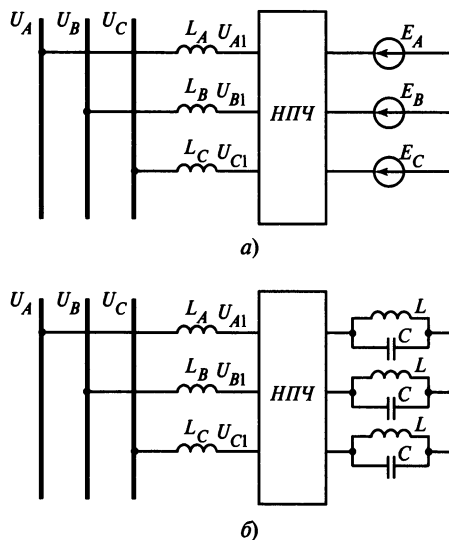 U_A U_B U_C L_A U_A1 E_A
L_B U_B1 НПЧ E_B
L_C U_C1 E_C
а)
U_A U_B U_C L_A U_A1 L
C
L_B U_B1 НПЧ L
C
L_C U_C1 L
C
б)